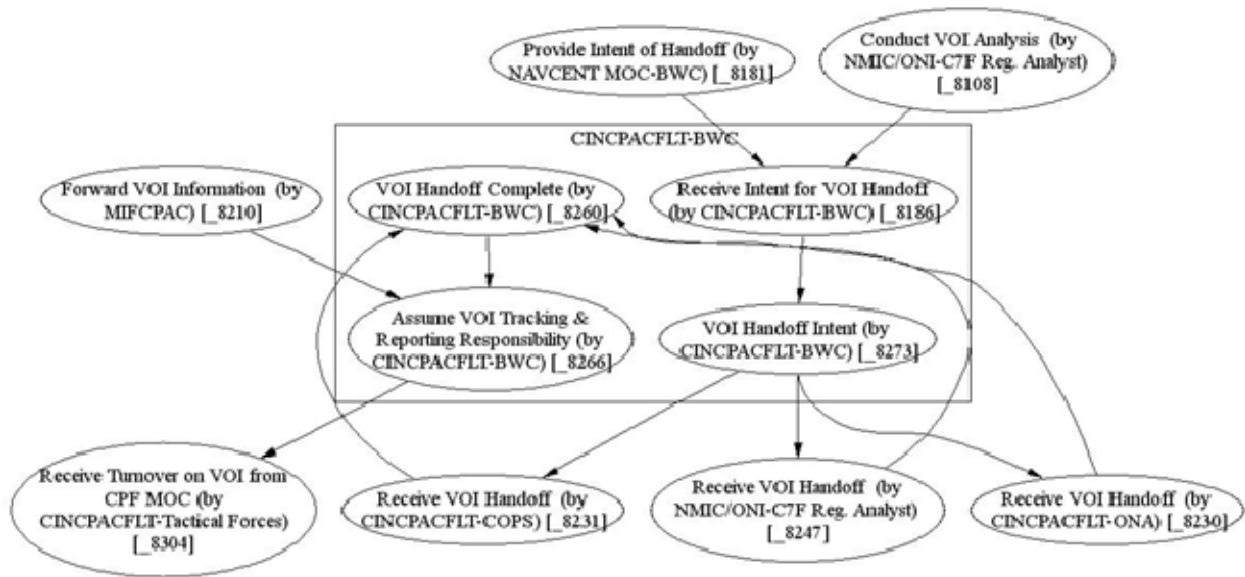 Provide Intent of Handoff (by
NAVCENT MOC-BWC) [_8181]
Conduct VOI Analysis (by
NMIC/ONI-C7F Reg. Analyst)
[_8108]
CINCPACFLT-BWC
Forward VOI Information (by
MIFCPAC) [_8210]
VOI Handoff Complete (by
CINCPACFLT-BWC) [_8260]
Receive Intent for VOI Handoff
(by CINCPACFLT-BWC) [_8186]
Assume VOI Tracking &
Reporting Responsibility (by
CINCPACFLT-BWC) [_8266]
VOI Handoff Intent (by
CINCPACFLT-BWC) [_8273]
Receive Turnover on VOI from
CPF MOC (by
CINCPACFLT-Tactical Forces)
[_8304]
Receive VOI Handoff (by
CINCPACFLT-COPS) [_8231]
Receive VOI Handoff (by
NMIC/ONI-C7F Reg. Analyst)
[_8247]
Receive VOI Handoff (by
CINCPACFLT-ONA) [_8230]